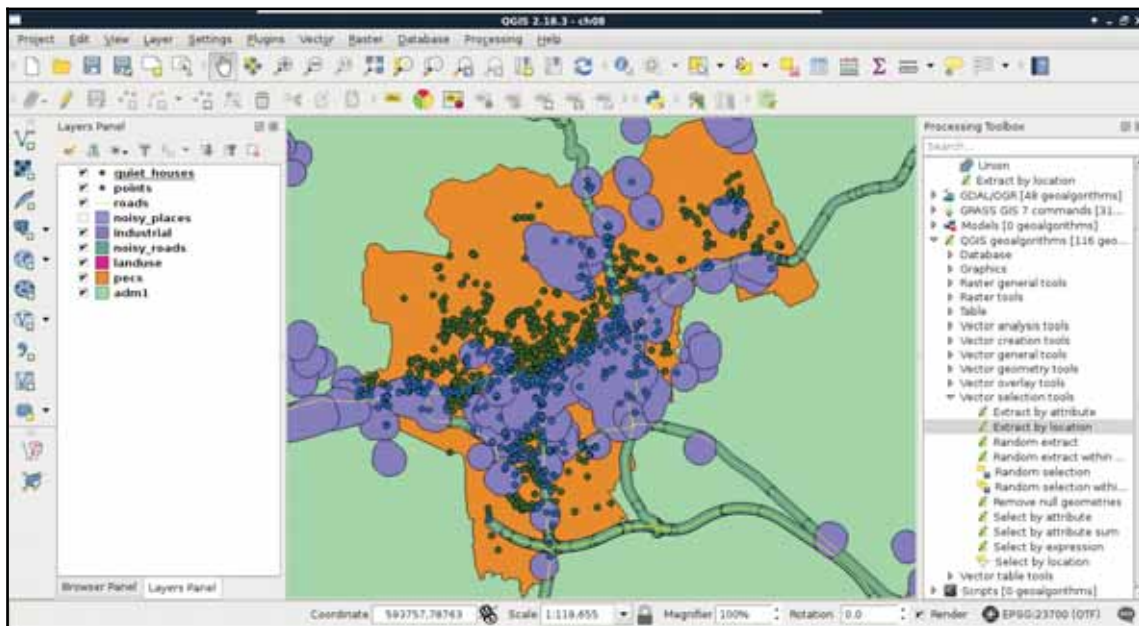 QGIS 2.18.3 - ch08
Project Edit View Layer Settings Plugins Vector Raster Database Processing Help
Layers Panel
quiet_houses
points
roads
noisy_places
industrial
noisy_roads
landuse
pecs
adm1
Browser Panel Layers Panel
Processing Toolbox
Search...
Union
Extract by location
GDAL/OGR [48 geoalgorithms]
GRASS GIS 7 commands [31...
Models [0 geoalgorithms]
QGIS geoalgorithms [116 geo...
Database
Graphics
Raster general tools
Raster tools
Table
Vector analysis tools
Vector creation tools
Vector general tools
Vector geometry tools
Vector overlay tools
Vector selection tools
Extract by attribute
Extract by location
Random extract
Random extract within ...
Random selection
Random selection withi...
Remove null geometries
Select by attribute
Select by attribute sum
Select by expression
Select by location
Vector table tools
Scripts [0 geoalgorithms]
Coordinate 593757,78763 Scale 1:119,655 Magnifier 100% Rotation 0.0 Render EPSG:23700 (OTF)